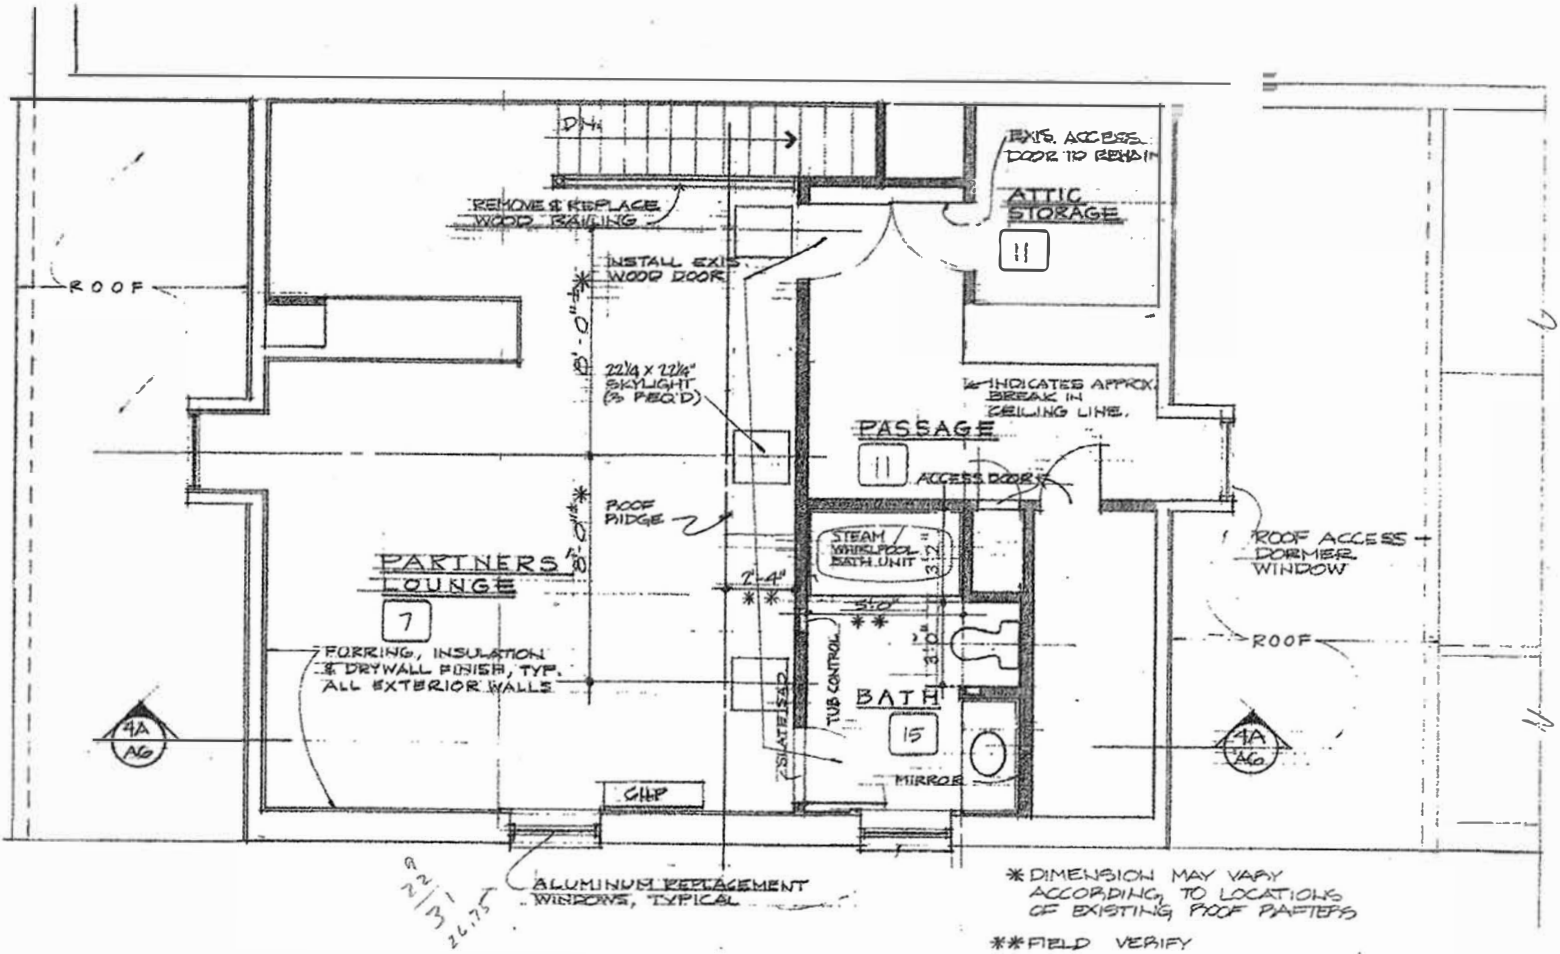 DN.
EXIS. ACCESS
DOOR TO REMAIN
ATTIC
STORAGE
11
REMOVE & REPLACE
WOOD RAILING
INSTALL EXIS.
WOOD DOOR
ROOF
8'-0"± *
22 1/4 X 22 1/4"
SKYLIGHT
(3 REQ'D)
INDICATES APPROX.
BREAK IN
CEILING LINE.
PASSAGE
11
ACCESS DOOR
ROOF
RIDGE
8'-0"± *
STEAM /
WHIRLPOOL
BATH UNIT
3'2"
ROOF ACCESS
DORMER
WINDOW
PARTNERS
LOUNGE
7
2'-4"
* *
5'0"
* *
3'0"
ROOF
FURRING, INSULATION
& DRYWALL FINISH, TYP.
ALL EXTERIOR WALLS
TUB CONTROL
BATH
15
SLATE
MIRROR
4A
A6
4A
A6
CHP
ALUMINUM REPLACEMENT
WINDOWS, TYPICAL
22
31
26.75
* DIMENSION MAY VARY
ACCORDING TO LOCATIONS
OF EXISTING ROOF RAFTERS
** FIELD VERIFY